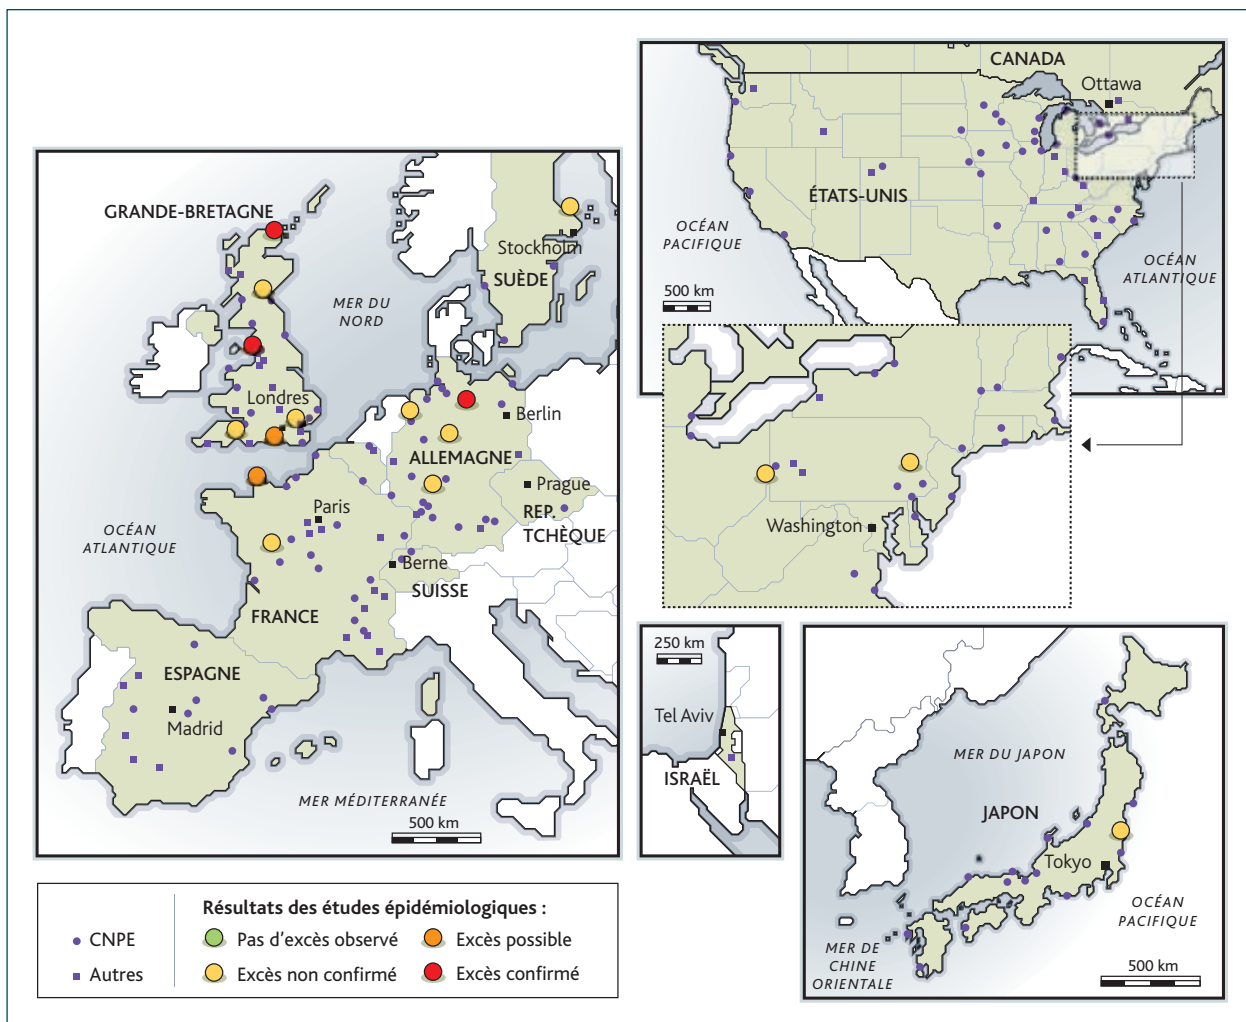 GRANDE-BRETAGNE
Stockholm
SUÈDE
MER DU
NORD
Londres
Berlin
ALLEMAGNE
Prague
RÉP.
TCHÈQUE
Paris
OCÉAN
ATLANTIQUE
Berne
SUISSE
FRANCE
ESPAGNE
Madrid
MER MÉDITERRANÉE
500 km
CANADA
Ottawa
ÉTATS-UNIS
OCÉAN
PACIFIQUE
OCÉAN
ATLANTIQUE
500 km
Washington
250 km
Tel Aviv
ISRAËL
MER DU JAPON
JAPON
Tokyo
OCÉAN
PACIFIQUE
MER DE
CHINE
ORIENTALE
500 km
Résultats des études épidémiologiques :
CNPE
Pas d'excès observé
Excès possible
Autres
Excès non confirmé
Excès confirmé